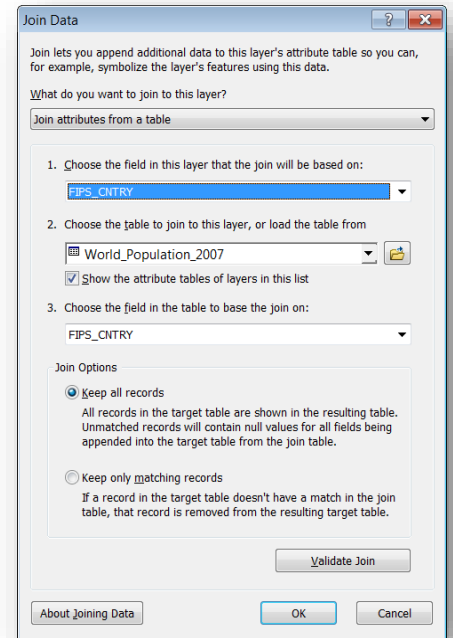 Join Data
Join lets you append additional data to this layer's attribute table so you can,
for example, symbolize the layer's features using this data.
What do you want to join to this layer?
Join attributes from a table
1. Choose the field in this layer that the join will be based on:
FIPS_CNTRY
2. Choose the table to join to this layer, or load the table from
World_Population_2007
Show the attribute tables of layers in this list
3. Choose the field in the table to base the join on:
FIPS_CNTRY
Join Options
Keep all records
All records in the target table are shown in the resulting table.
Unmatched records will contain null values for all fields being
appended into the target table from the join table.
Keep only matching records
If a record in the target table doesn't have a match in the join
table, that record is removed from the resulting target table.
Validate Join
About Joining Data OK Cancel